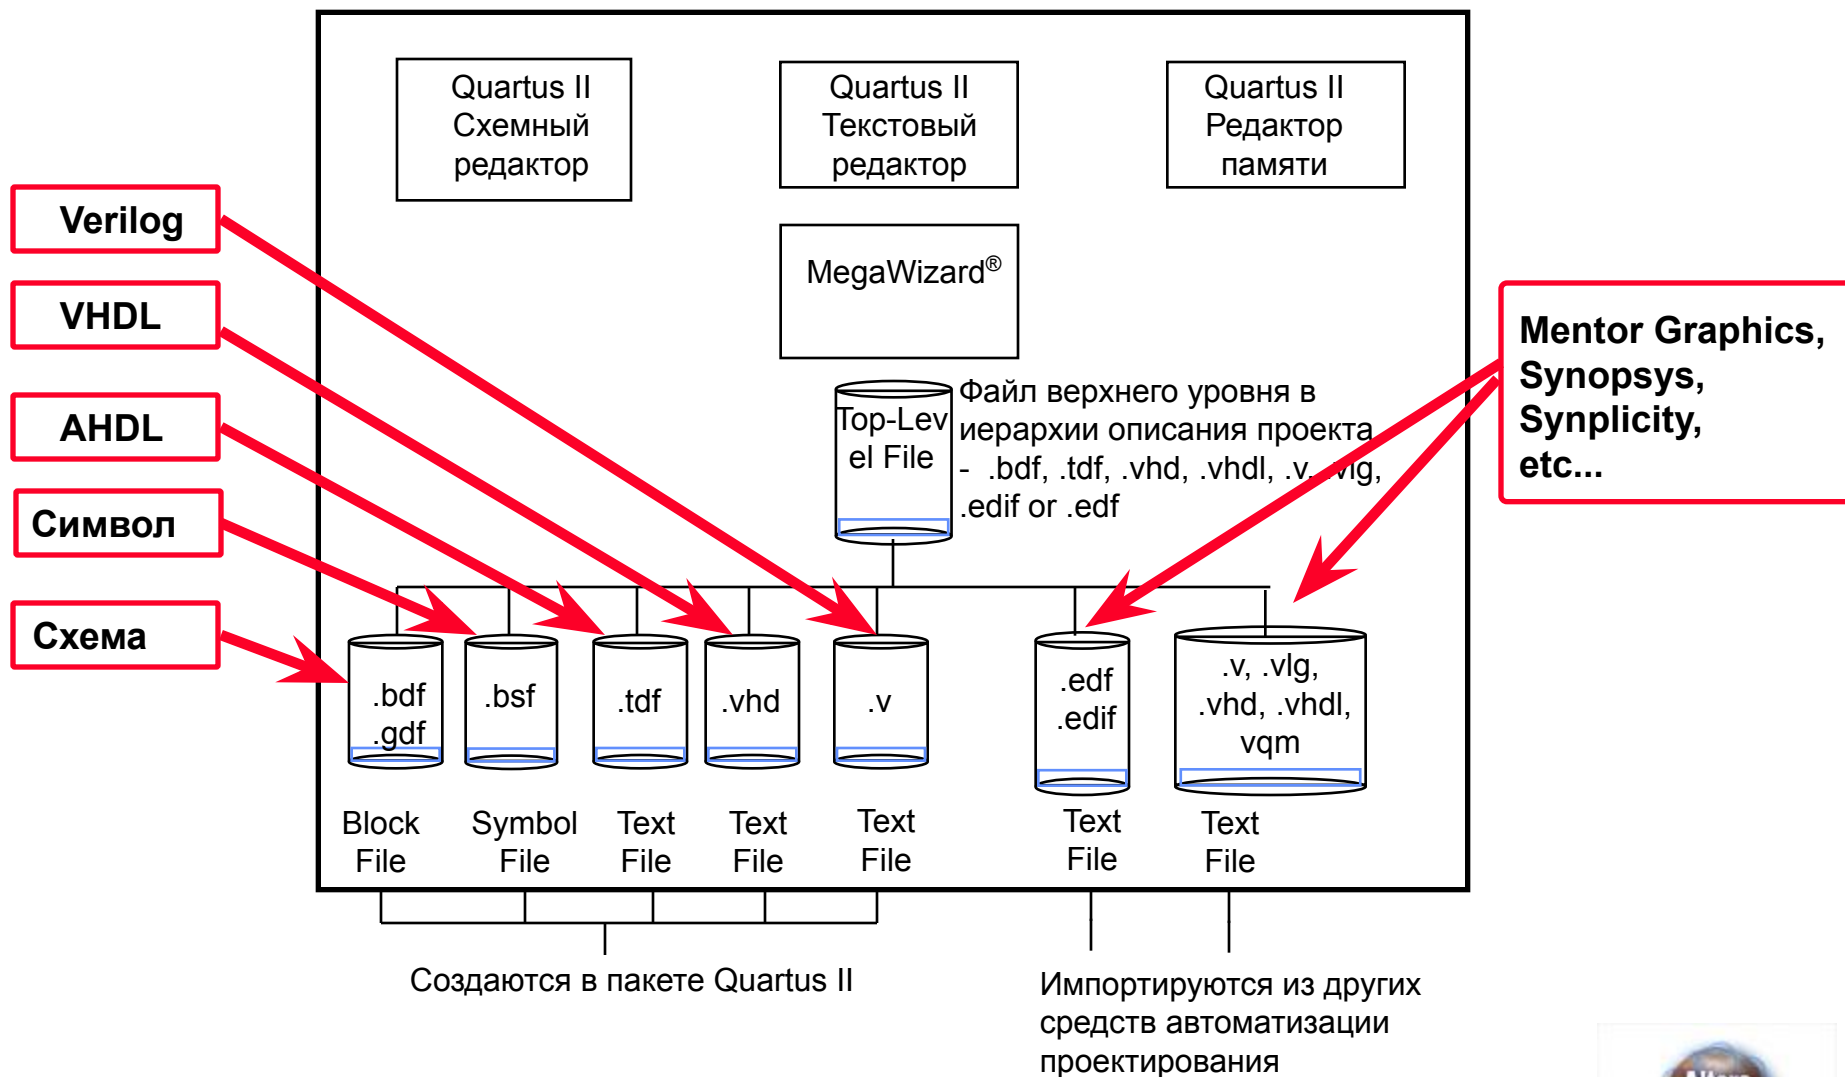 Quartus II
Схемный
редактор
Quartus II
Текстовый
редактор
Quartus II
Редактор
памяти
MegaWizard®
Verilog
VHDL
AHDL
Символ
Схема
Mentor Graphics,
Synopsys,
Synplicity,
etc...
Top-Lev
el File
Файл верхнего уровня в
иерархии описания проекта
- .bdf, .tdf, .vhd, .vhdl, .v, .vlg,
.edif or .edf
.bdf
.gdf
.bsf
.tdf
.vhd
.v
.edf
.edif
.v, .vlg,
.vhd, .vhdl,
vqm
Block
File
Symbol
File
Text
File
Text
File
Text
File
Text
File
Text
File
Создаются в пакете Quartus II
Импортируются из других
средств автоматизации
проектирования